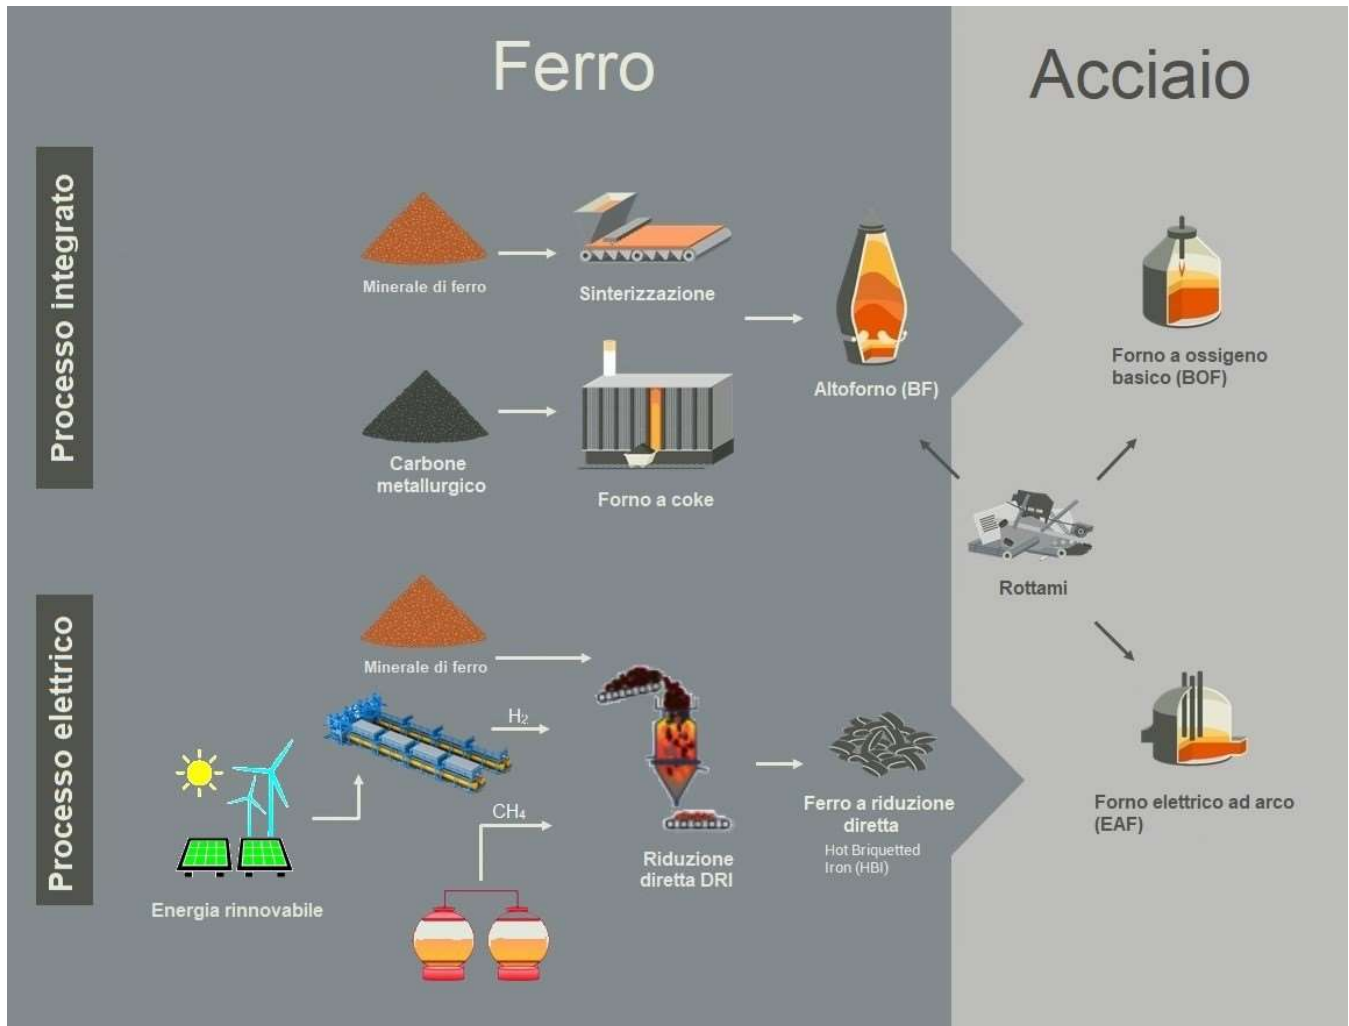 Ferro
Acciaio
Processo integrato
Minerale di ferro
Sinterizzazione
Altoforno (BF)
Forno a ossigeno
basico (BOF)
Carbone
metallurgico
Forno a coke
Rottami
Processo elettrico
Minerale di ferro
H₂
CH₄
Energia rinnovabile
Riduzione
diretta DRI
Ferro a riduzione
diretta
Hot Briquetted
Iron (HBI)
Forno elettrico ad arco
(EAF)